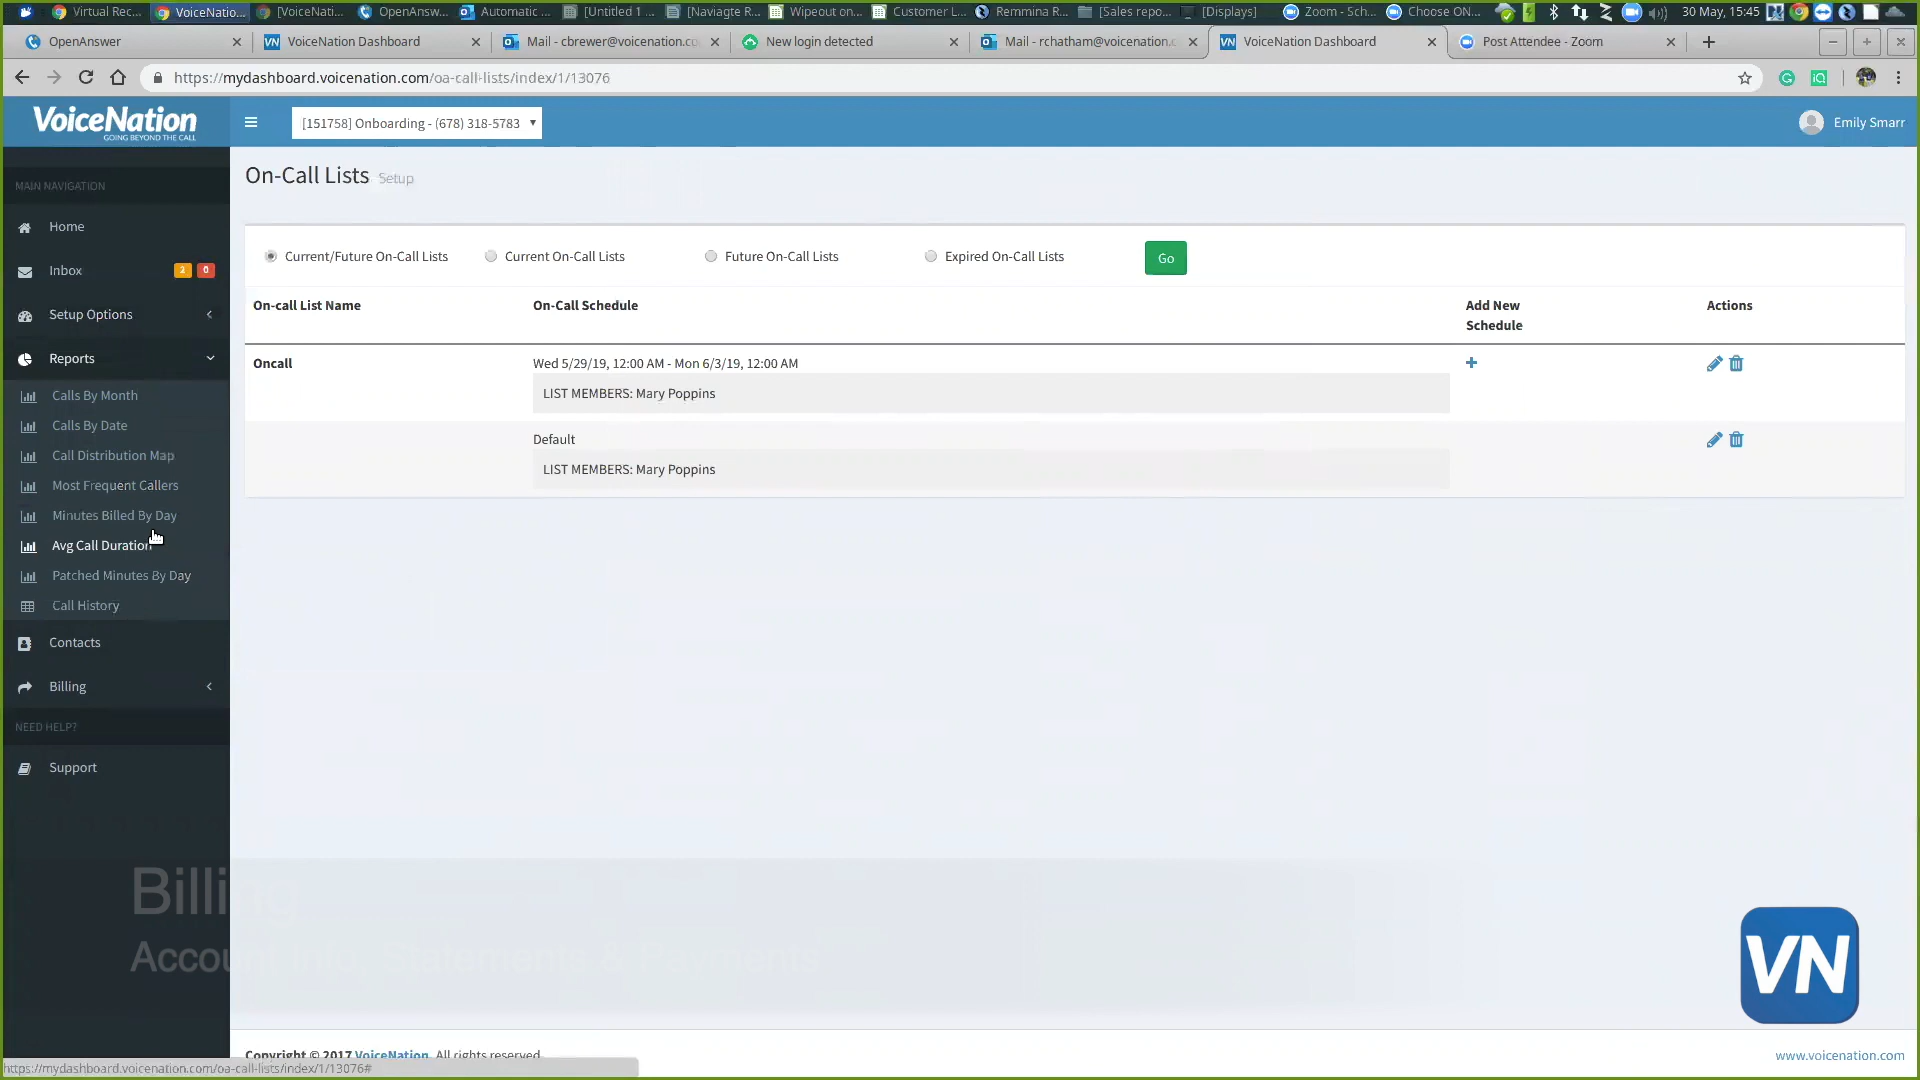 Virtual Rec...
VoiceNatio...
[VoiceNati...
OpenAnsw...
Automatic ...
[Untitled 1 ...
[Naviagte R...
Wipeout on...
Customer L...
Remmina R...
[Sales repo...
[Displays]
Zoom - Sch...
Choose ON...
30 May, 15:45
OpenAnswer
VoiceNation Dashboard
Mail - cbrewer@voicenation.co
New login detected
Mail - rchatham@voicenation.c
VoiceNation Dashboard
Post Attendee - Zoom
https://mydashboard.voicenation.com/oa-call-lists/index/1/13076
VoiceNation
GOING BEYOND THE CALL
[151758] Onboarding - (678) 318-5783
Emily Smarr
MAIN NAVIGATION
Home
Inbox
2
0
Setup Options
Reports
Calls By Month
Calls By Date
Call Distribution Map
Most Frequent Callers
Minutes Billed By Day
Avg Call Duration
Patched Minutes By Day
Call History
Contacts
Billing
NEED HELP?
Support
On-Call Lists Setup
Current/Future On-Call Lists
Current On-Call Lists
Future On-Call Lists
Expired On-Call Lists
Go
On-call List Name
On-Call Schedule
Add New
Schedule
Actions
Oncall
Wed 5/29/19, 12:00 AM - Mon 6/3/19, 12:00 AM
LIST MEMBERS: Mary Poppins
Default
LIST MEMBERS: Mary Poppins
Billing
Account Info, Statements & Payments
VN
Copyright © 2017 VoiceNation. All rights reserved.
www.voicenation.com
https://mydashboard.voicenation.com/oa-call-lists/index/1/13076#